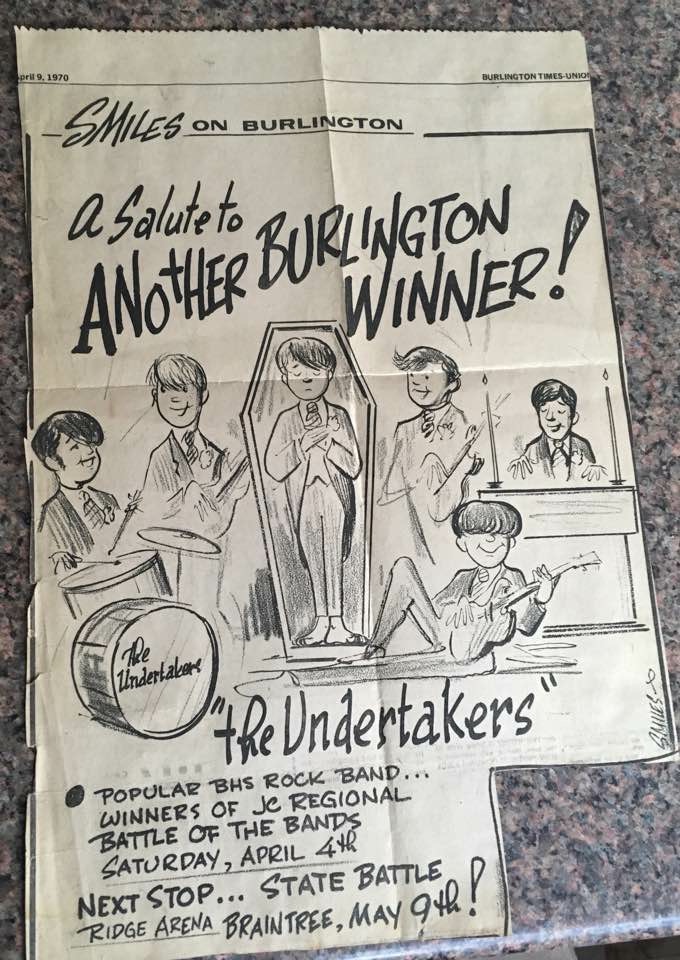 April 9, 1970
BURLINGTON TIMES-UNION
SMILES ON BURLINGTON
a Salute to
ANOTHER BURLINGTON
WINNER!
The
Undertakers
"the Undertakers"
SMILES
● POPULAR BHS ROCK BAND...
WINNERS OF JC REGIONAL
BATTLE OF THE BANDS
SATURDAY, APRIL 4th
NEXT STOP... STATE BATTLE
RIDGE ARENA BRAINTREE, MAY 9th!